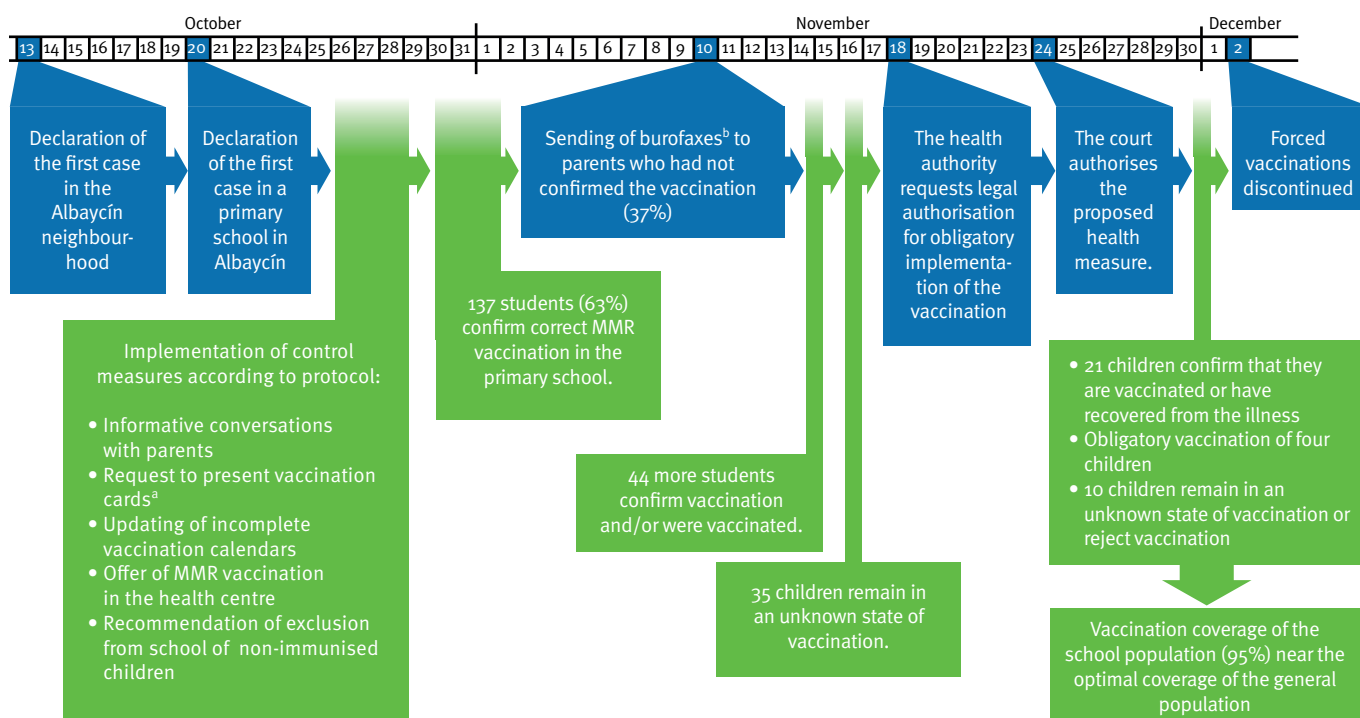 October
November
December
13 14 15 16 17 18 19 20 21 22 23 24 25 26 27 28 29 30 31 1 2 3 4 5 6 7 8 9 10 11 12 13 14 15 16 17 18 19 20 21 22 23 24 25 26 27 28 29 30 1 2
Declaration of
the first case
in the
Albaycín
neighbour-
hood
Declaration
of the first
case in a
primary
school in
Albaycín
Sending of burofaxesᵇ to
parents who had not
confirmed the vaccination
(37%)
The health
authority
requests legal
authorisation
for obligatory
implementa-
tion of the
vaccination
The court
authorises
the
proposed
health
measure.
Forced
vaccinations
discontinued
Implementation of control
measures according to protocol:
• Informative conversations
with parents
• Request to present vaccination
cardsᵃ
• Updating of incomplete
vaccination calendars
• Offer of MMR vaccination
in the health centre
• Recommendation of exclusion
from school of non-immunised
children
137 students (63%)
confirm correct MMR
vaccination in the
primary school.
44 more students
confirm vaccination
and/or were vaccinated.
35 children remain in
an unknown state of
vaccination.
• 21 children confirm that they
are vaccinated or have
recovered from the illness
• Obligatory vaccination of four
children
• 10 children remain in an
unknown state of vaccination or
reject vaccination
Vaccination coverage of the
school population (95%) near the
optimal coverage of the general
population